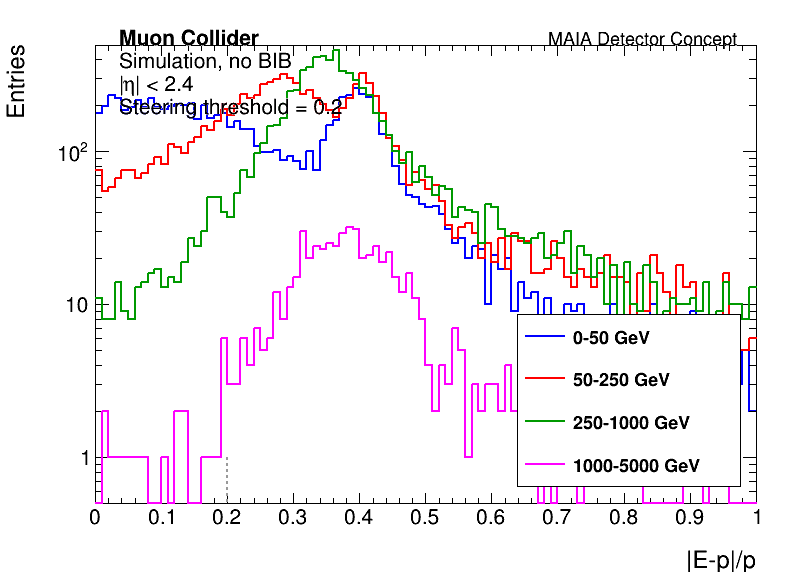 Muon Collider
MAIA Detector Concept
Simulation, no BIB
|η| < 2.4
Steering threshold = 0.2
Entries
10²
10
1
0-50 GeV
50-250 GeV
250-1000 GeV
1000-5000 GeV
0 0.1 0.2 0.3 0.4 0.5 0.6 0.7 0.8 0.9 1
|E-p|/p